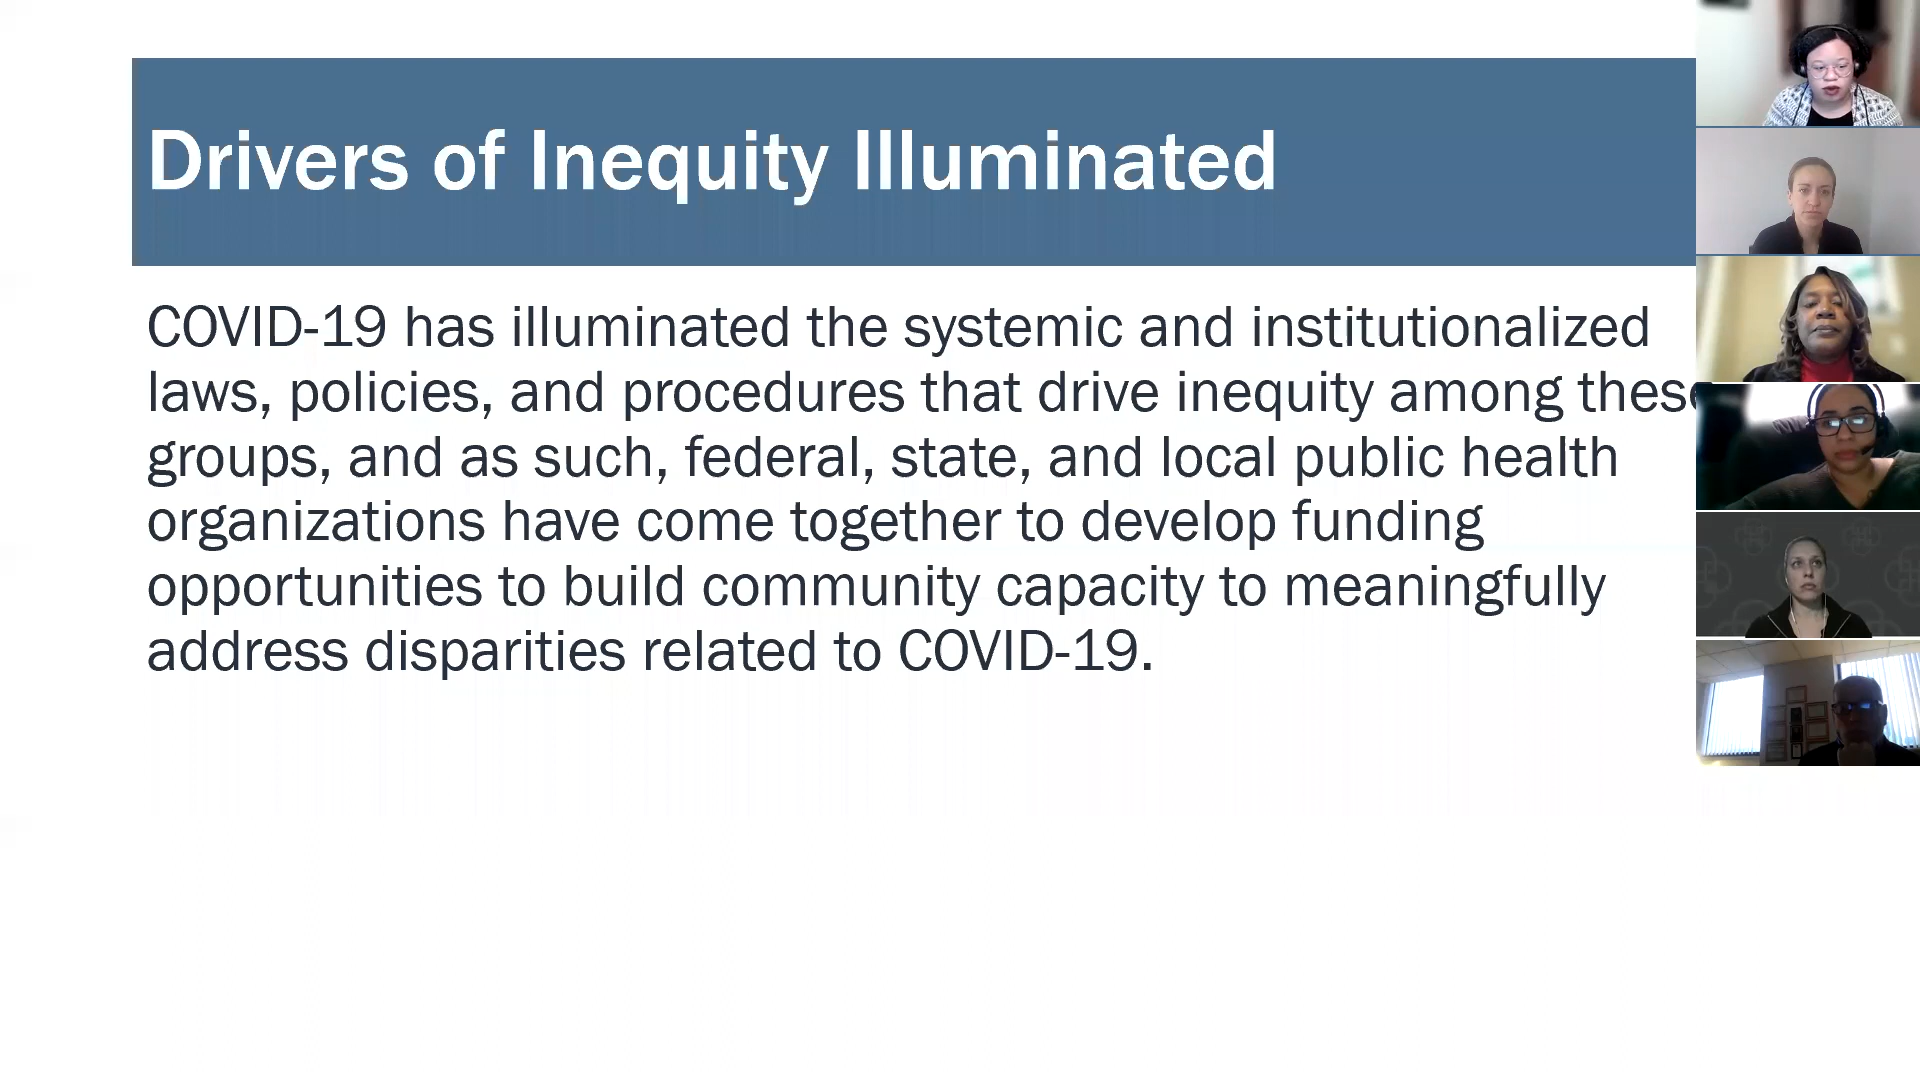 Drivers of Inequity Illuminated
COVID-19 has illuminated the systemic and institutionalized
laws, policies, and procedures that drive inequity among these
groups, and as such, federal, state, and local public health
organizations have come together to develop funding
opportunities to build community capacity to meaningfully
address disparities related to COVID-19.